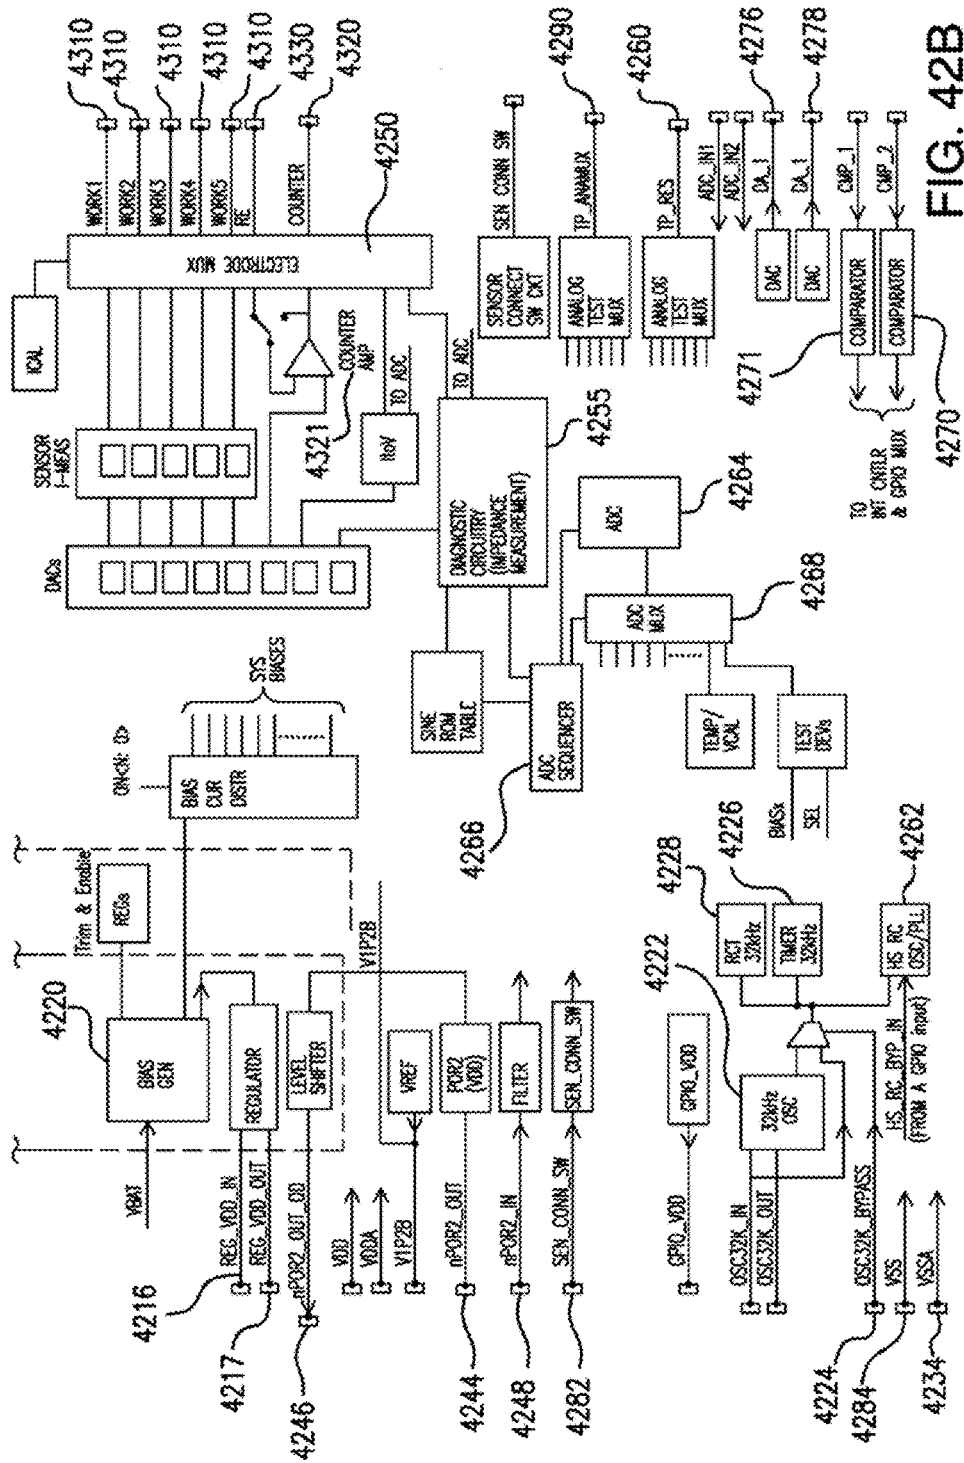 4310
4310
4310
4310
4310
4330
4320
WORK1
WORK2
WORK3
WORK4
WORK5
RE
COUNTER
4250
ELECTRODE MUX
ICAL
SENSOR
I-MEAS
DACs
COUNTER
AMP
4321
TO ADC
ItoV
TO ADC
DIAGNOSTIC
CIRCUITRY
(IMPEDANCE
MEASUREMENT)
4255
SEN CONN SW
SENSOR
CONNECT
SW CKT
4290
TP_ANAMUX
ANALOG
TEST
MUX
4260
TP_RES
ANALOG
TEST
MUX
ADC_IN1
ADC_IN2
4276
DA_1
DAC
4278
DA_1
DAC
CMP_1
CMP_2
COMPARATOR
COMPARATOR
4271
4270
TO
INT CNTLR
& GPIO MUX
4264
ADC
4268
ADC
MUX
SINE
ROM
TABLE
ADC
SEQUENCER
4266
TEMP/
VCAL
TEST
DEVs
BIASx
SEL
ON<N: 0>
BIAS
CUR
DISTR
SYS
BIASES
Trim & Enable
REGs
4220
BIAS
GEN
VBAT
REGULATOR
REG_VDD_IN
REG_VDD_OUT
4216
4217
LEVEL
SHIFTER
nPOR2_OUT_OD
4246
V1P2B
VDD
VDDA
V1P2B
VREF
POR2
(VDD)
nPOR2_OUT
4244
FILTER
nPOR2_IN
4248
SEN_CONN_SW
SEN_CONN_SW
4282
GPIO_VDD
GPIO_VDD
4222
32kHz
OSC
OSC32K_IN
OSC32K_OUT
4228
RCT
32kHz
4226
TIMER
32kHz
4262
HS RC
OSC/PLL
HS_RC_BYP_IN
(FROM A GPIO input)
OSC32K_BYPASS
VSS
VSSA
4224
4284
4234
FIG. 42B